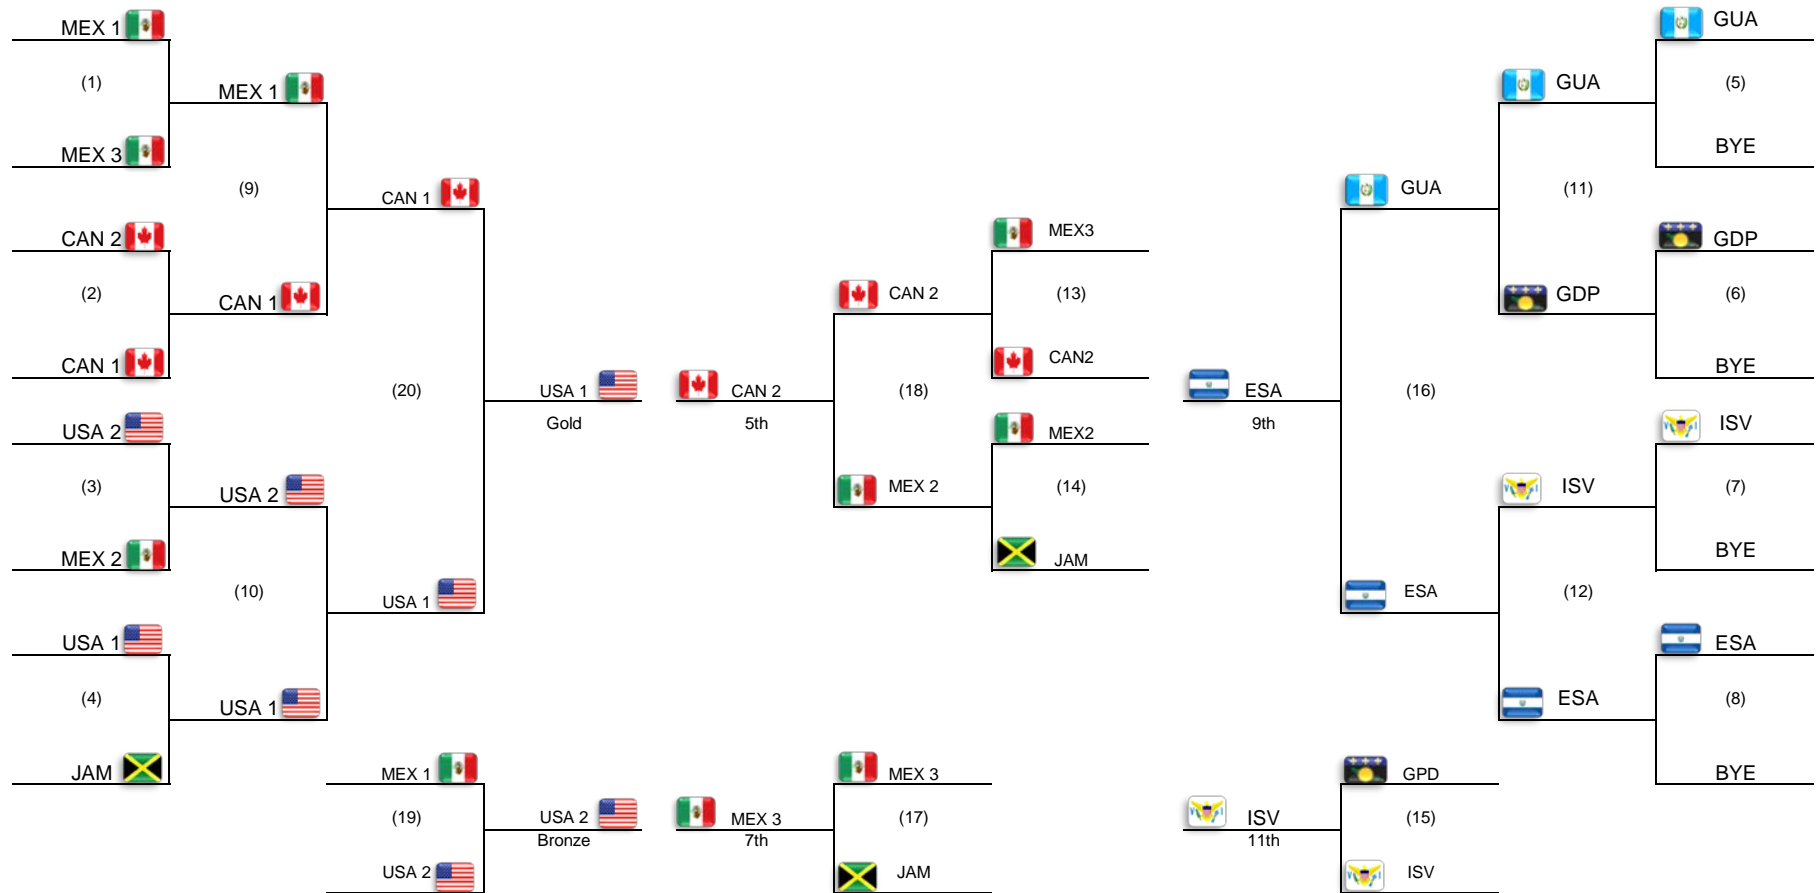 MEX 1
(1)
MEX 3
MEX 1
(9)
CAN 2
(2)
CAN 1
CAN 1
CAN 1
USA 2
(3)
MEX 2
USA 2
(10)
USA 1
(4)
JAM
USA 1
USA 1
(20)
USA 1
Gold
MEX 1
(19)
USA 2
USA 2
Bronze
CAN 2
5th
CAN 2
(18)
MEX 2
MEX3
(13)
CAN2
MEX2
(14)
JAM
MEX 3
7th
MEX 3
(17)
JAM
ESA
9th
GUA
(16)
ESA
GUA
(11)
GDP
ISV
(12)
ESA
GUA
(5)
BYE
GDP
(6)
BYE
ISV
(7)
BYE
ESA
(8)
BYE
ISV
11th
GPD
(15)
ISV